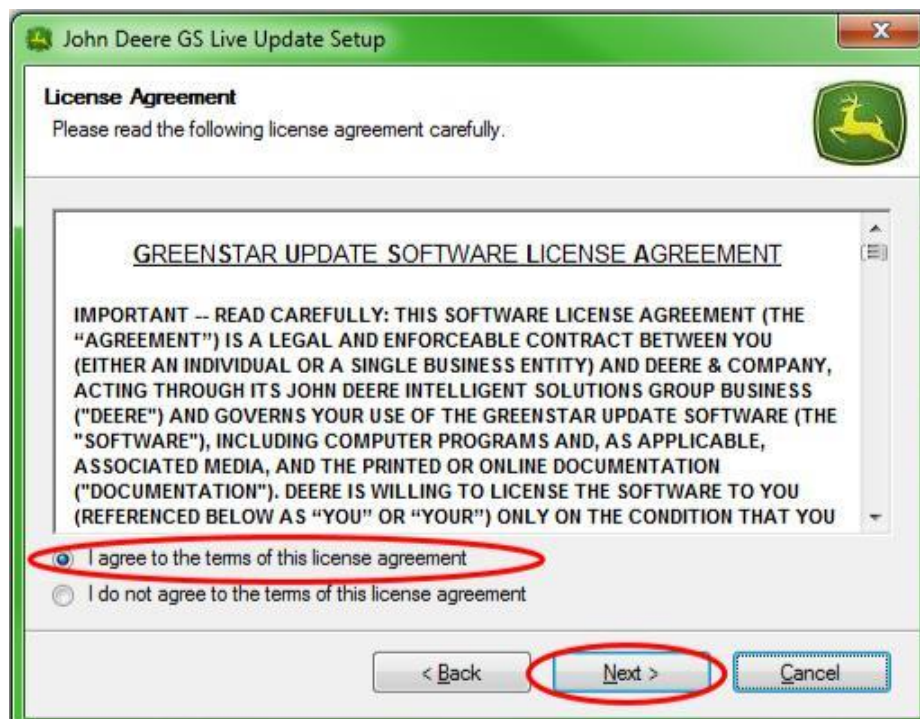 John Deere GS Live Update Setup
License Agreement
Please read the following license agreement carefully.
GREENSTAR UPDATE SOFTWARE LICENSE AGREEMENT
IMPORTANT -- READ CAREFULLY: THIS SOFTWARE LICENSE AGREEMENT (THE
“AGREEMENT”) IS A LEGAL AND ENFORCEABLE CONTRACT BETWEEN YOU
(EITHER AN INDIVIDUAL OR A SINGLE BUSINESS ENTITY) AND DEERE & COMPANY,
ACTING THROUGH ITS JOHN DEERE INTELLIGENT SOLUTIONS GROUP BUSINESS
("DEERE") AND GOVERNS YOUR USE OF THE GREENSTAR UPDATE SOFTWARE (THE
"SOFTWARE"), INCLUDING COMPUTER PROGRAMS AND, AS APPLICABLE,
ASSOCIATED MEDIA, AND THE PRINTED OR ONLINE DOCUMENTATION
("DOCUMENTATION"). DEERE IS WILLING TO LICENSE THE SOFTWARE TO YOU
(REFERENCED BELOW AS “YOU” OR “YOUR”) ONLY ON THE CONDITION THAT YOU
I agree to the terms of this license agreement
I do not agree to the terms of this license agreement
< Back Next > Cancel